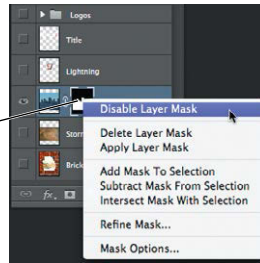 Logos
Title
Lightning
Disable Layer Mask
Delete Layer Mask
Apply Layer Mask
Add Mask To Selection
Subtract Mask From Selection
Intersect Mask With Selection
Refine Mask...
Mask Options...
Storm
Brick
fx.